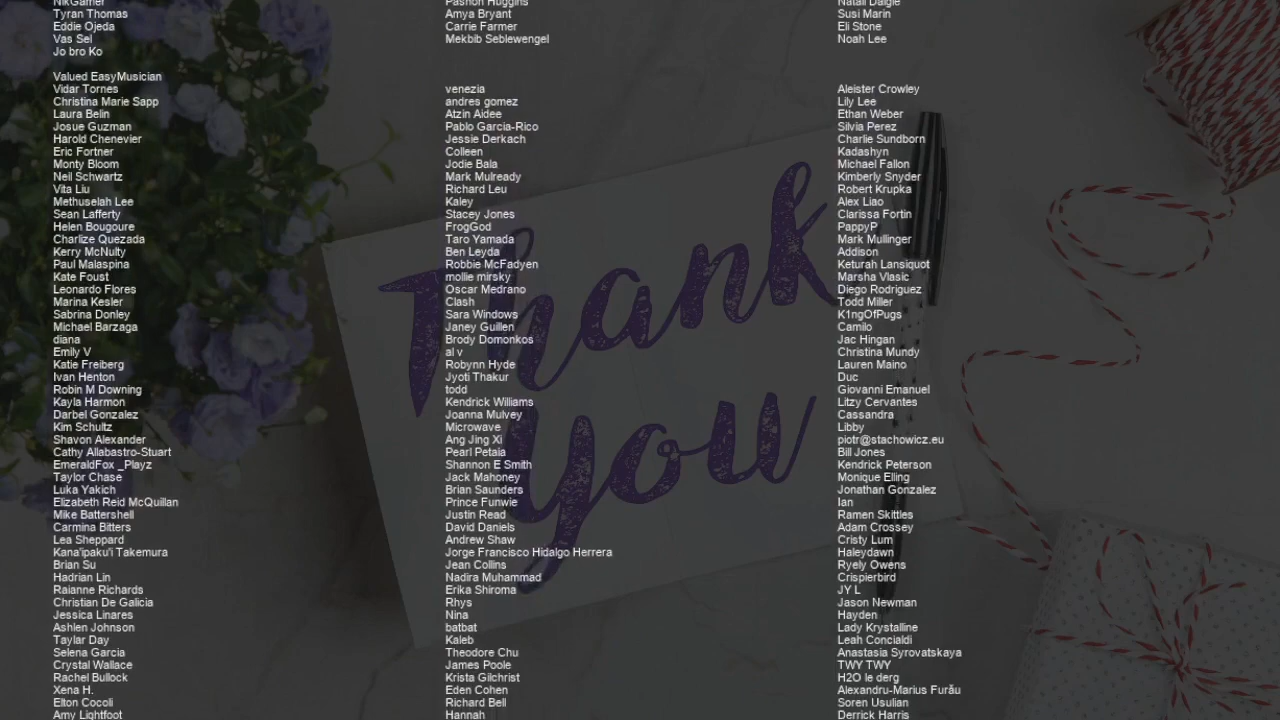 NikGamer
Tyran Thomas
Eddie Ojeda
Vas Sel
Jo bro Ko
Valued EasyMusician
Vidar Tornes
Christina Marie Sapp
Laura Belin
Josue Guzman
Harold Chenevier
Eric Fortner
Monty Bloom
Neil Schwartz
Vita Liu
Methuselah Lee
Sean Lafferty
Helen Bougoure
Charlize Quezada
Kerry McNulty
Paul Malaspina
Kate Foust
Leonardo Flores
Marina Kesler
Sabrina Donley
Michael Barzaga
diana
Emily V
Katie Freiberg
Ivan Henton
Robin M Downing
Kayla Harmon
Darbel Gonzalez
Kim Schultz
Shavon Alexander
Cathy Allabastro-Stuart
EmeraldFox _Playz
Taylor Chase
Luka Yakich
Elizabeth Reid McQuillan
Mike Battershell
Carmina Bitters
Lea Sheppard
Kana'ipaku'i Takemura
Brian Su
Hadrian Lin
Raianne Richards
Christian De Galicia
Jessica Linares
Ashlen Johnson
Taylar Day
Selena Garcia
Crystal Wallace
Rachel Bullock
Xena H.
Elton Cocoli
Amy Lightfoot
Pashon Huggins
Amya Bryant
Carrie Farmer
Mekbib Seblewengel
venezia
andres gomez
Atzin Aidee
Pablo Garcia-Rico
Jessie Derkach
Colleen
Jodie Bala
Mark Mulready
Richard Leu
Kaley
Stacey Jones
FrogGod
Taro Yamada
Ben Leyda
Robbie McFadyen
mollie mirsky
Oscar Medrano
Clash
Sara Windows
Janey Guillen
Brody Domonkos
al v
Robynn Hyde
Jyoti Thakur
todd
Kendrick Williams
Joanna Mulvey
Microwave
Ang Jing Xi
Pearl Petaia
Shannon E Smith
Jack Mahoney
Brian Saunders
Prince Funwie
Justin Read
David Daniels
Andrew Shaw
Jorge Francisco Hidalgo Herrera
Jean Collins
Nadira Muhammad
Erika Shiroma
Rhys
Nina
batbat
Kaleb
Theodore Chu
James Poole
Krista Gilchrist
Eden Cohen
Richard Bell
Hannah
Natali Daigle
Susi Marin
Eli Stone
Noah Lee
Aleister Crowley
Lily Lee
Ethan Weber
Silvia Perez
Charlie Sundborn
Kadashyn
Michael Fallon
Kimberly Snyder
Robert Krupka
Alex Liao
Clarissa Fortin
PappyP
Mark Mullinger
Addison
Keturah Lansiquot
Marsha Vlasic
Diego Rodriguez
Todd Miller
K1ngOfPugs
Camilo
Jac Hingan
Christina Mundy
Lauren Maino
Duc
Giovanni Emanuel
Litzy Cervantes
Cassandra
Libby
piotr@stachowicz.eu
Bill Jones
Kendrick Peterson
Monique Elling
Jonathan Gonzalez
Ian
Ramen Skittles
Adam Crossey
Cristy Lum
Haleydawn
Ryely Owens
Crispierbird
JY L
Jason Newman
Hayden
Lady Krystalline
Leah Concialdi
Anastasia Syrovatskaya
TWY TWY
H2O le derg
Alexandru-Marius Furău
Soren Usulian
Derrick Harris
Thank
you